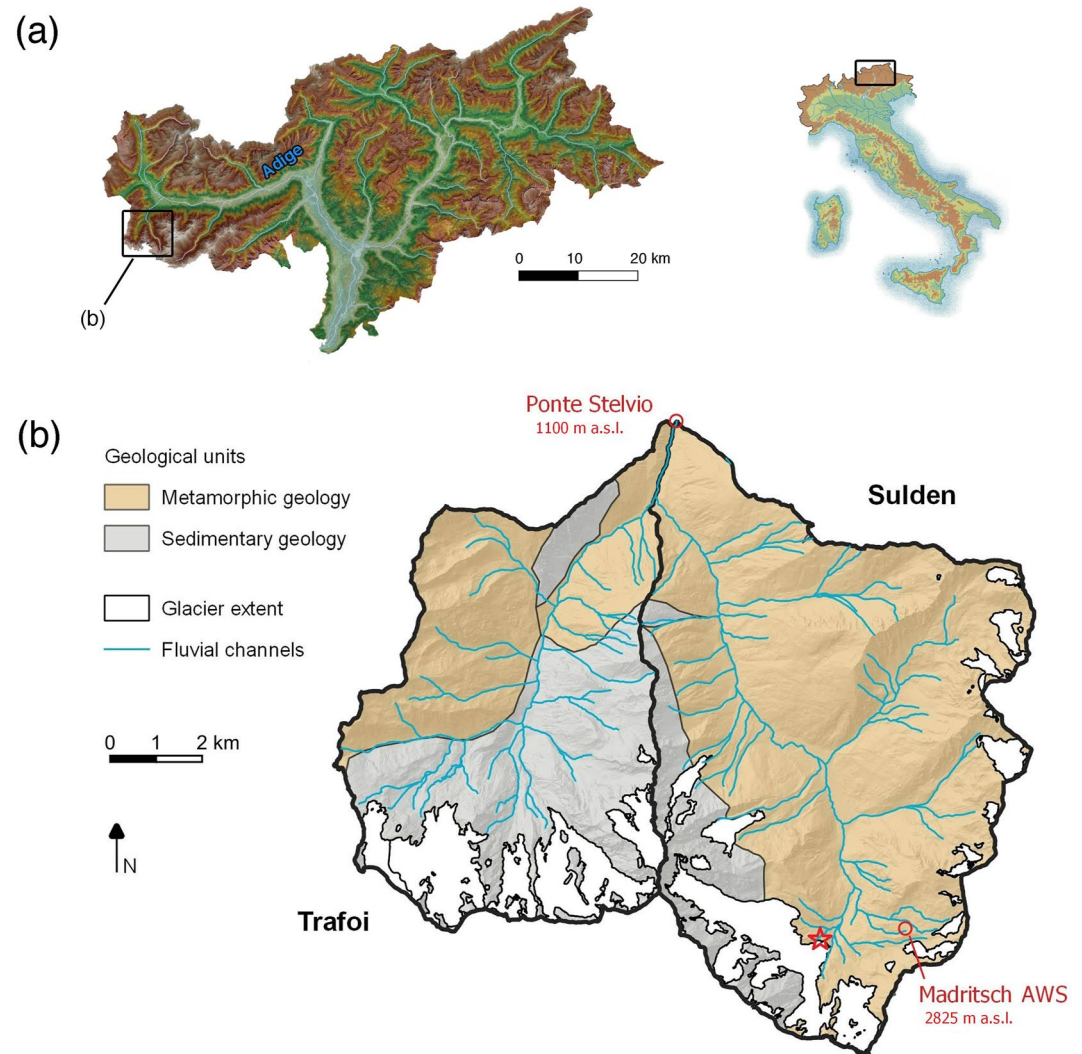 (a)
Adige
(b)
0 10 20 km
(b)
Geological units
Metamorphic geology
Sedimentary geology
Glacier extent
Fluvial channels
0 1 2 km
N
Ponte Stelvio
1100 m a.s.l.
Sulden
Trafoi
Madritsch AWS
2825 m a.s.l.